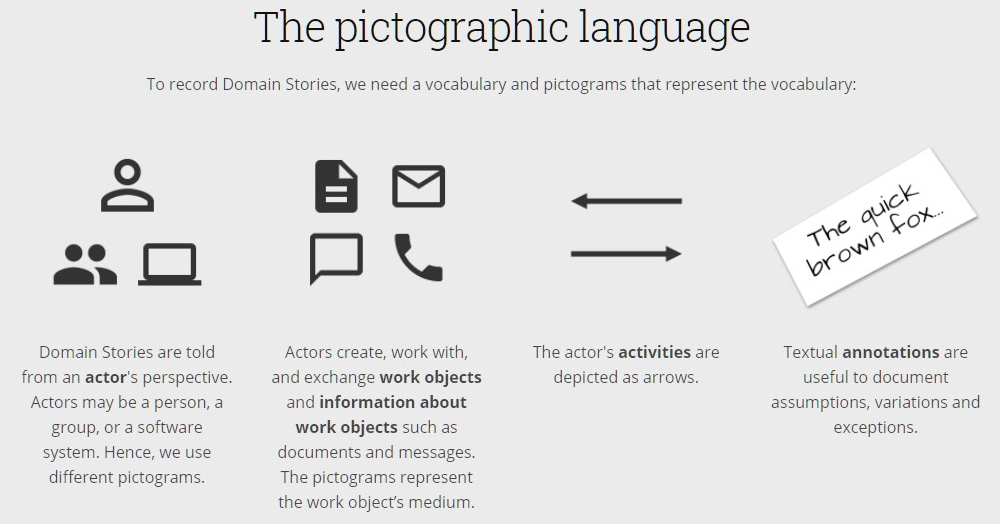 The pictographic language
To record Domain Stories, we need a vocabulary and pictograms that represent the vocabulary:
The quick
brown fox...
Domain Stories are told
from an actor's perspective.
Actors may be a person, a
group, or a software
system. Hence, we use
different pictograms.
Actors create, work with,
and exchange work objects
and information about
work objects such as
documents and messages.
The pictograms represent
the work object’s medium.
The actor's activities are
depicted as arrows.
Textual annotations are
useful to document
assumptions, variations and
exceptions.